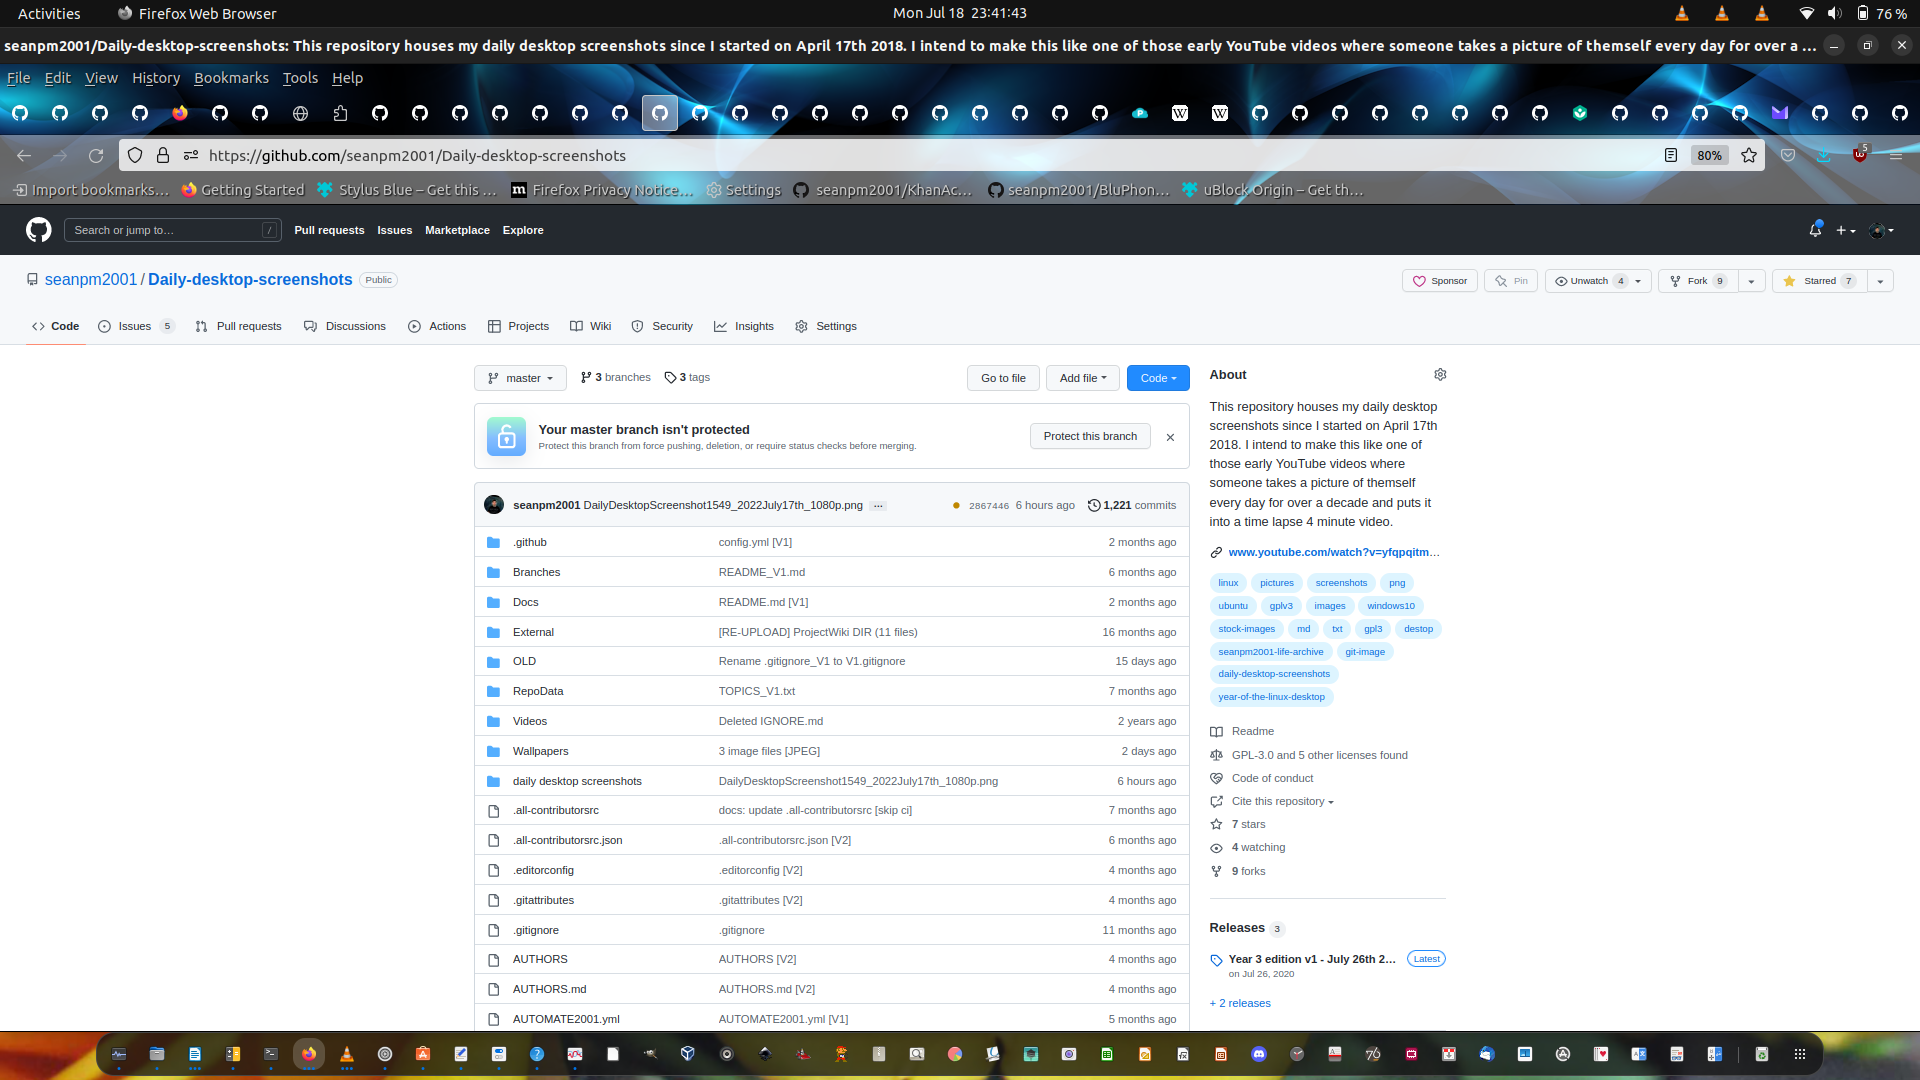 Activities Firefox Web Browser Mon Jul 18 23:41:43 76 %
seanpm2001/Daily-desktop-screenshots: This repository houses my daily desktop screenshots since I started on April 17th 2018. I intend to make this like one of those early YouTube videos where someone takes a picture of themself every day for over a ...
File Edit View History Bookmarks Tools Help
https://github.com/seanpm2001/Daily-desktop-screenshots 80% 5
Import bookmarks... Getting Started Stylus Blue – Get this ... Firefox Privacy Notice... Settings seanpm2001/KhanAc... seanpm2001/BluPhon... uBlock Origin – Get th...
Search or jump to... / Pull requests Issues Marketplace Explore
seanpm2001 / Daily-desktop-screenshots Public Sponsor Pin Unwatch 4 Fork 9 Starred 7
Code Issues 5 Pull requests Discussions Actions Projects Wiki Security Insights Settings
master 3 branches 3 tags Go to file Add file Code
Your master branch isn't protected
Protect this branch from force pushing, deletion, or require status checks before merging.
Protect this branch
seanpm2001 DailyDesktopScreenshot1549_2022July17th_1080p.png ... 2867446 6 hours ago 1,221 commits
.github config.yml [V1] 2 months ago
Branches README_V1.md 6 months ago
Docs README.md [V1] 2 months ago
External [RE-UPLOAD] ProjectWiki DIR (11 files) 16 months ago
OLD Rename .gitignore_V1 to V1.gitignore 15 days ago
RepoData TOPICS_V1.txt 7 months ago
Videos Deleted IGNORE.md 2 years ago
Wallpapers 3 image files [JPEG] 2 days ago
daily desktop screenshots DailyDesktopScreenshot1549_2022July17th_1080p.png 6 hours ago
.all-contributorsrc docs: update .all-contributorsrc [skip ci] 7 months ago
.all-contributorsrc.json .all-contributorsrc.json [V2] 6 months ago
.editorconfig .editorconfig [V2] 4 months ago
.gitattributes .gitattributes [V2] 4 months ago
.gitignore .gitignore 11 months ago
AUTHORS AUTHORS [V2] 4 months ago
AUTHORS.md AUTHORS.md [V2] 4 months ago
AUTOMATE2001.yml AUTOMATE2001.yml [V1] 5 months ago
About
This repository houses my daily desktop
screenshots since I started on April 17th
2018. I intend to make this like one of
those early YouTube videos where
someone takes a picture of themself
every day for over a decade and puts it
into a time lapse 4 minute video.
www.youtube.com/watch?v=yfqpqitm...
linux pictures screenshots png
ubuntu gplv3 images windows10
stock-images md txt gpl3 destop
seanpm2001-life-archive git-image
daily-desktop-screenshots
year-of-the-linux-desktop
Readme
GPL-3.0 and 5 other licenses found
Code of conduct
Cite this repository
7 stars
4 watching
9 forks
Releases 3
Year 3 edition v1 - July 26th 2... Latest
on Jul 26, 2020
+ 2 releases